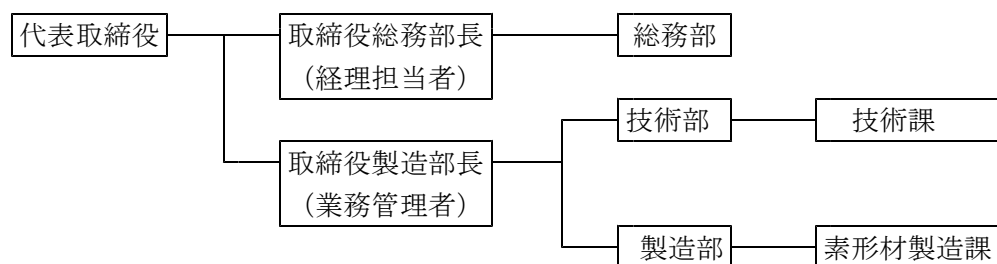 代表取締役
取締役総務部長
（経理担当者）
総務部
取締役製造部長
（業務管理者）
技術部
技術課
製造部
素形材製造課